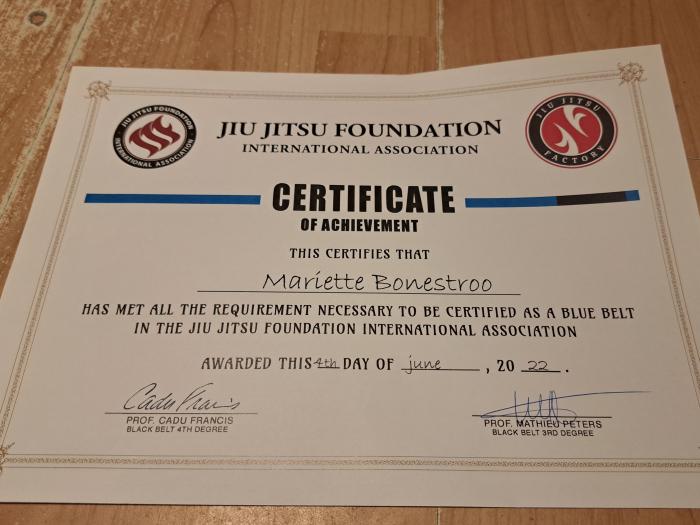 JIU JITSU FOUNDATION
INTERNATIONAL ASSOCIATION
JIU JITSU FOUNDATION
INTERNATIONAL ASSOCIATION
JIU JITSU
FACTORY
CERTIFICATE
OF ACHIEVEMENT
THIS CERTIFIES THAT
Mariette Bonestroo
HAS MET ALL THE REQUIREMENT NECESSARY TO BE CERTIFIED AS A BLUE BELT
IN THE JIU JITSU FOUNDATION INTERNATIONAL ASSOCIATION
AWARDED THIS 4th DAY OF june, 20 22.
Cadu Francis
PROF. CADU FRANCIS
BLACK BELT 4TH DEGREE
PROF. MATHIEU PETERS
BLACK BELT 3RD DEGREE